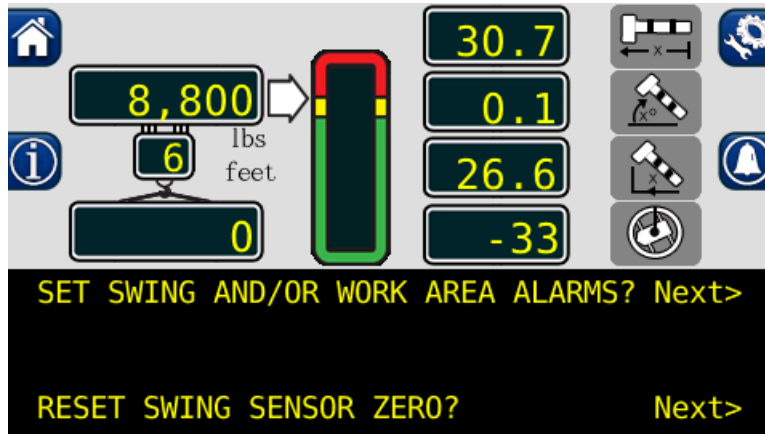 30.7
8,800
0.1
6
lbs
feet
26.6
0
-33
x
x°
x
i
SET SWING AND/OR WORK AREA ALARMS? Next>
RESET SWING SENSOR ZERO? Next>